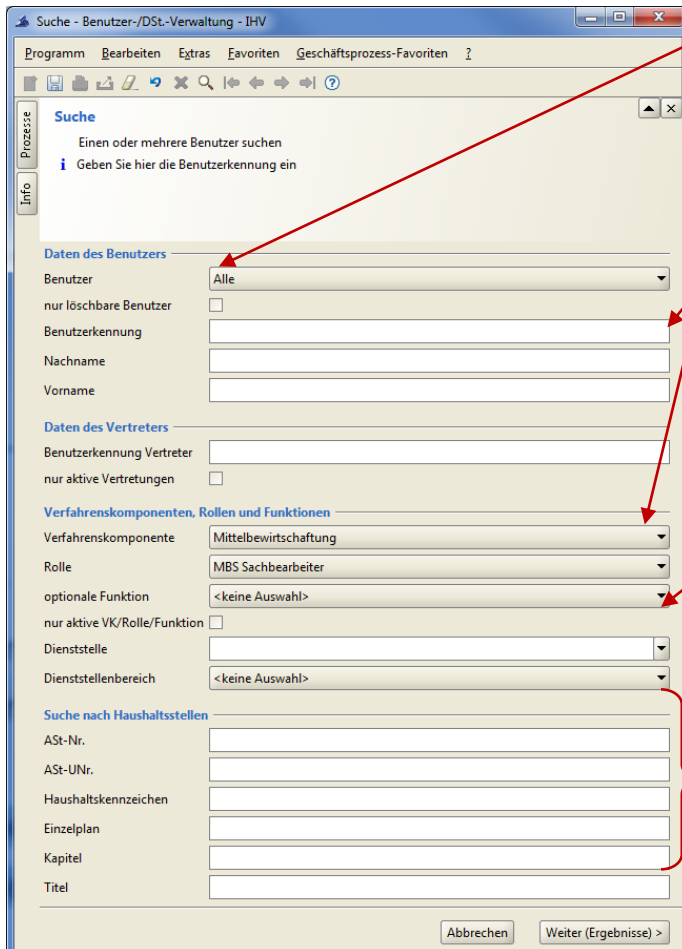 Suche - Benutzer-/DSt.-Verwaltung - IHV
Programm Bearbeiten Extras Favoriten Geschäftsprozess-Favoriten ?
Prozesse
Info
Suche
Einen oder mehrere Benutzer suchen
i Geben Sie hier die Benutzerkennung ein
Daten des Benutzers
Benutzer Alle
nur löschbare Benutzer
Benutzerkennung
Nachname
Vorname
Daten des Vertreters
Benutzerkennung Vertreter
nur aktive Vertretungen
Verfahrenskomponenten, Rollen und Funktionen
Verfahrenskomponente Mittelbewirtschaftung
Rolle MBS Sachbearbeiter
optionale Funktion <keine Auswahl>
nur aktive VK/Rolle/Funktion
Dienststelle
Dienststellenbereich <keine Auswahl>
Suche nach Haushaltsstellen
ASt-Nr.
ASt-UNr.
Haushaltskennzeichen
Einzelplan
Kapitel
Titel
Abbrechen Weiter (Ergebnisse) >